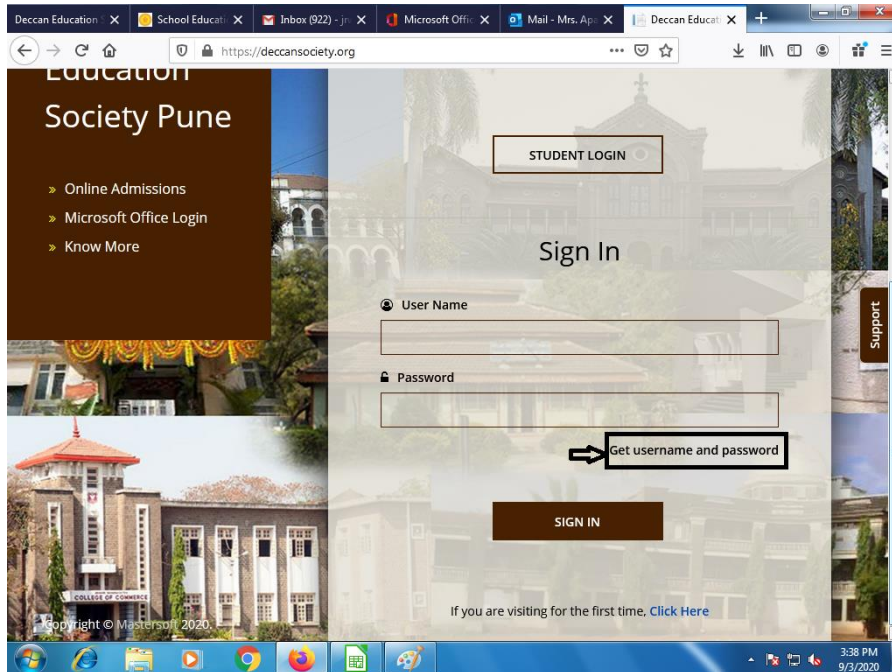 Deccan Education S
School Educati
Inbox (922) - jn
Microsoft Offic
Mail - Mrs. Apa
Deccan Educati
https://deccansociety.org
Education
Society Pune
» Online Admissions
» Microsoft Office Login
» Know More
STUDENT LOGIN
Sign In
User Name
Password
Get username and password
SIGN IN
If you are visiting for the first time, Click Here
Support
COLLEGE OF COMMERCE
Copyright © Mastersoft 2020.
3:38 PM
9/3/2020